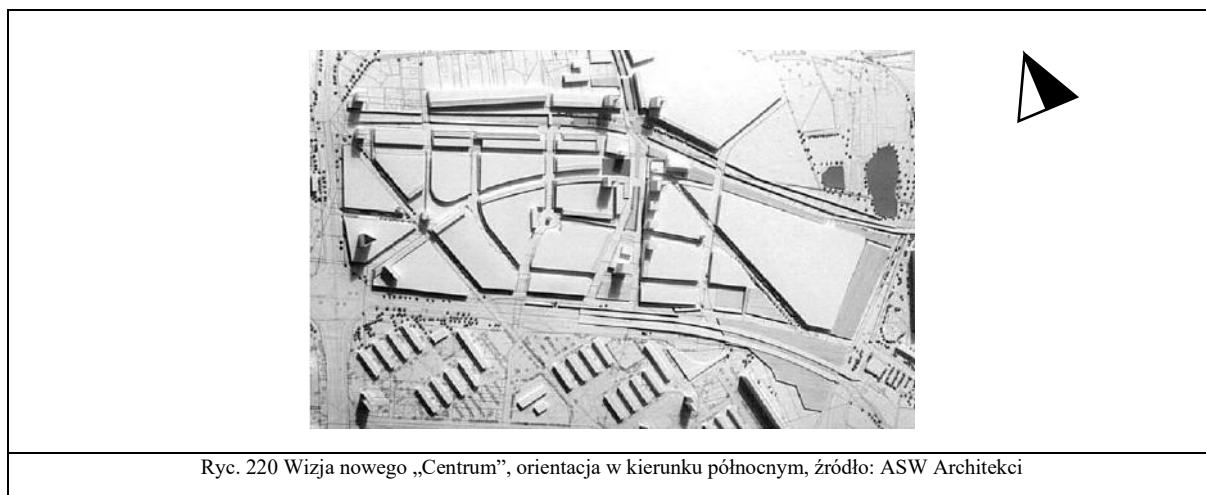 Ryc. 220 Wizja nowego „Centrum”, orientacja w kierunku północnym, źródło: ASW Architekci